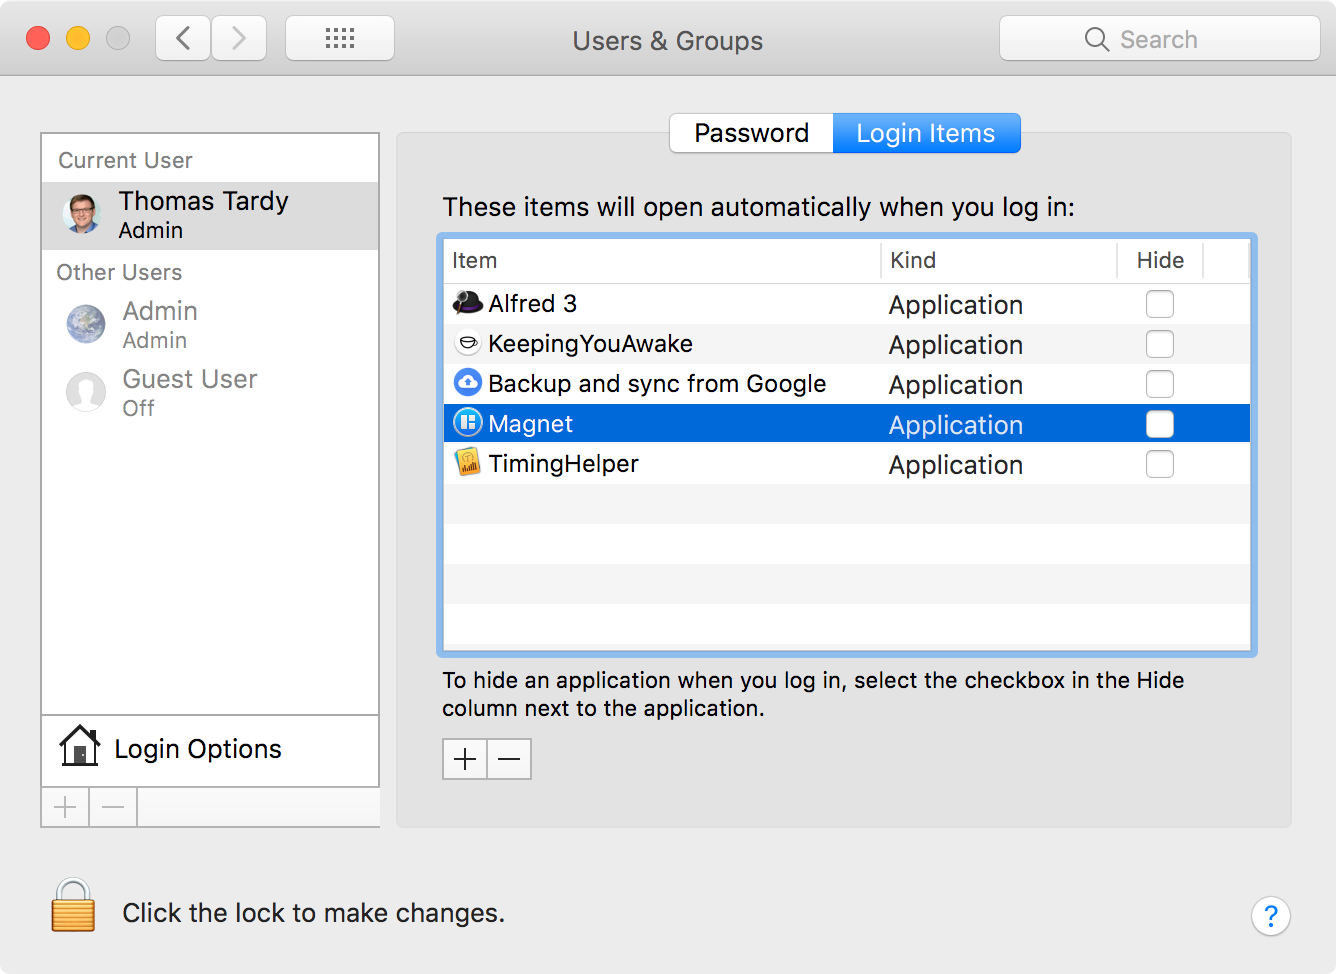 Users & Groups
Search
Current User
Thomas Tardy
Admin
Other Users
Admin
Admin
Guest User
Off
Login Options
Password
Login Items
These items will open automatically when you log in:
Item Kind Hide
Alfred 3 Application
KeepingYouAwake Application
Backup and sync from Google Application
Magnet Application
TimingHelper Application
To hide an application when you log in, select the checkbox in the Hide
column next to the application.
Click the lock to make changes.
?